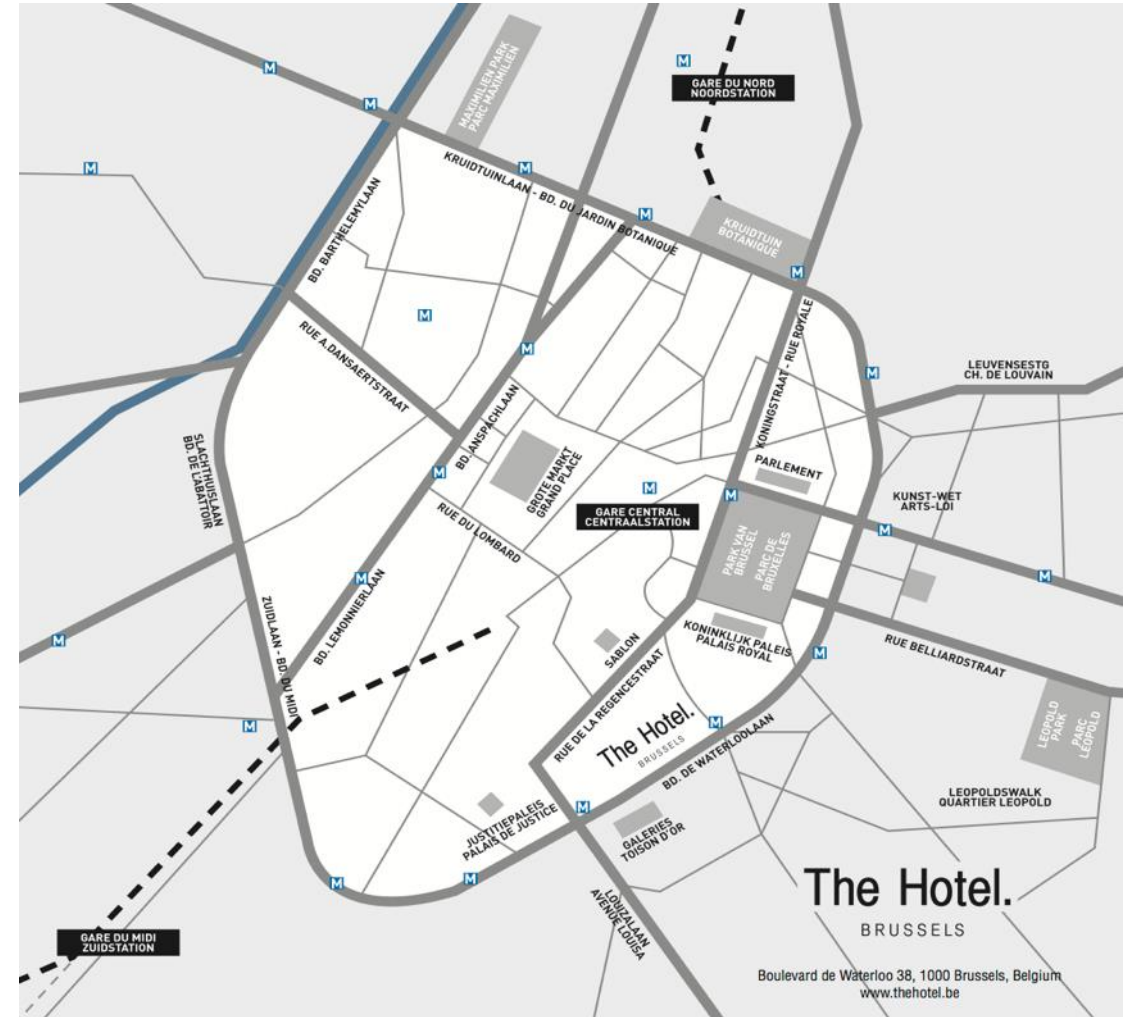 MAXIMILIEN PARK
PARC MAXIMILIEN
M
M
M
GARE DU NORD
NOORDSTATION
M
M
KRUIDTUINLAAN - BD. DU JARDIN BOTANIQUE
M
KRUIDTUIN
BOTANIQUE
M
BD. BARTHELEMYLAAN
M
M
RUE A.DANSAERTSTRAAT
KONINGSTRAAT - RUE ROYALE
M
LEUVENSESTG
CH. DE LOUVAIN
BD. ANSPACHLAAN
SLACHTHUISLAAN
BD. DE L'ABATTOIR
M
GROTE MARKT
GRAND PLACE
PARLEMENT
M
M
KUNST-WET
ARTS-LOI
GARE CENTRAL
CENTRAALSTATION
RUE DU LOMBARD
PARK VAN
BRUSSEL
PARC DE
BRUXELLES
M
M
M
BD. LEMONNIERLAAN
ZUIDLAAN - BD. DU MIDI
M
SABLON
KONINKLIJK PALEIS
PALAIS ROYAL
M
RUE BELLIARDSTRAAT
RUE DE LA REGENCESTRAAT
The Hotel.
BRUSSELS
M
M
BD. DE WATERLOOLAAN
LEOPOLD
PARK
PARC
LEOPOLD
LEOPOLDSWALK
QUARTIER LEOPOLD
JUSTITIEPALEIS
PALAIS DE JUSTICE
M
GALERIES
TOISON D'OR
M
M
LOUIZALAAN
AVENUE LOUISA
GARE DU MIDI
ZUIDSTATION
The Hotel.
BRUSSELS
Boulevard de Waterloo 38, 1000 Brussels, Belgium
www.thehotel.be